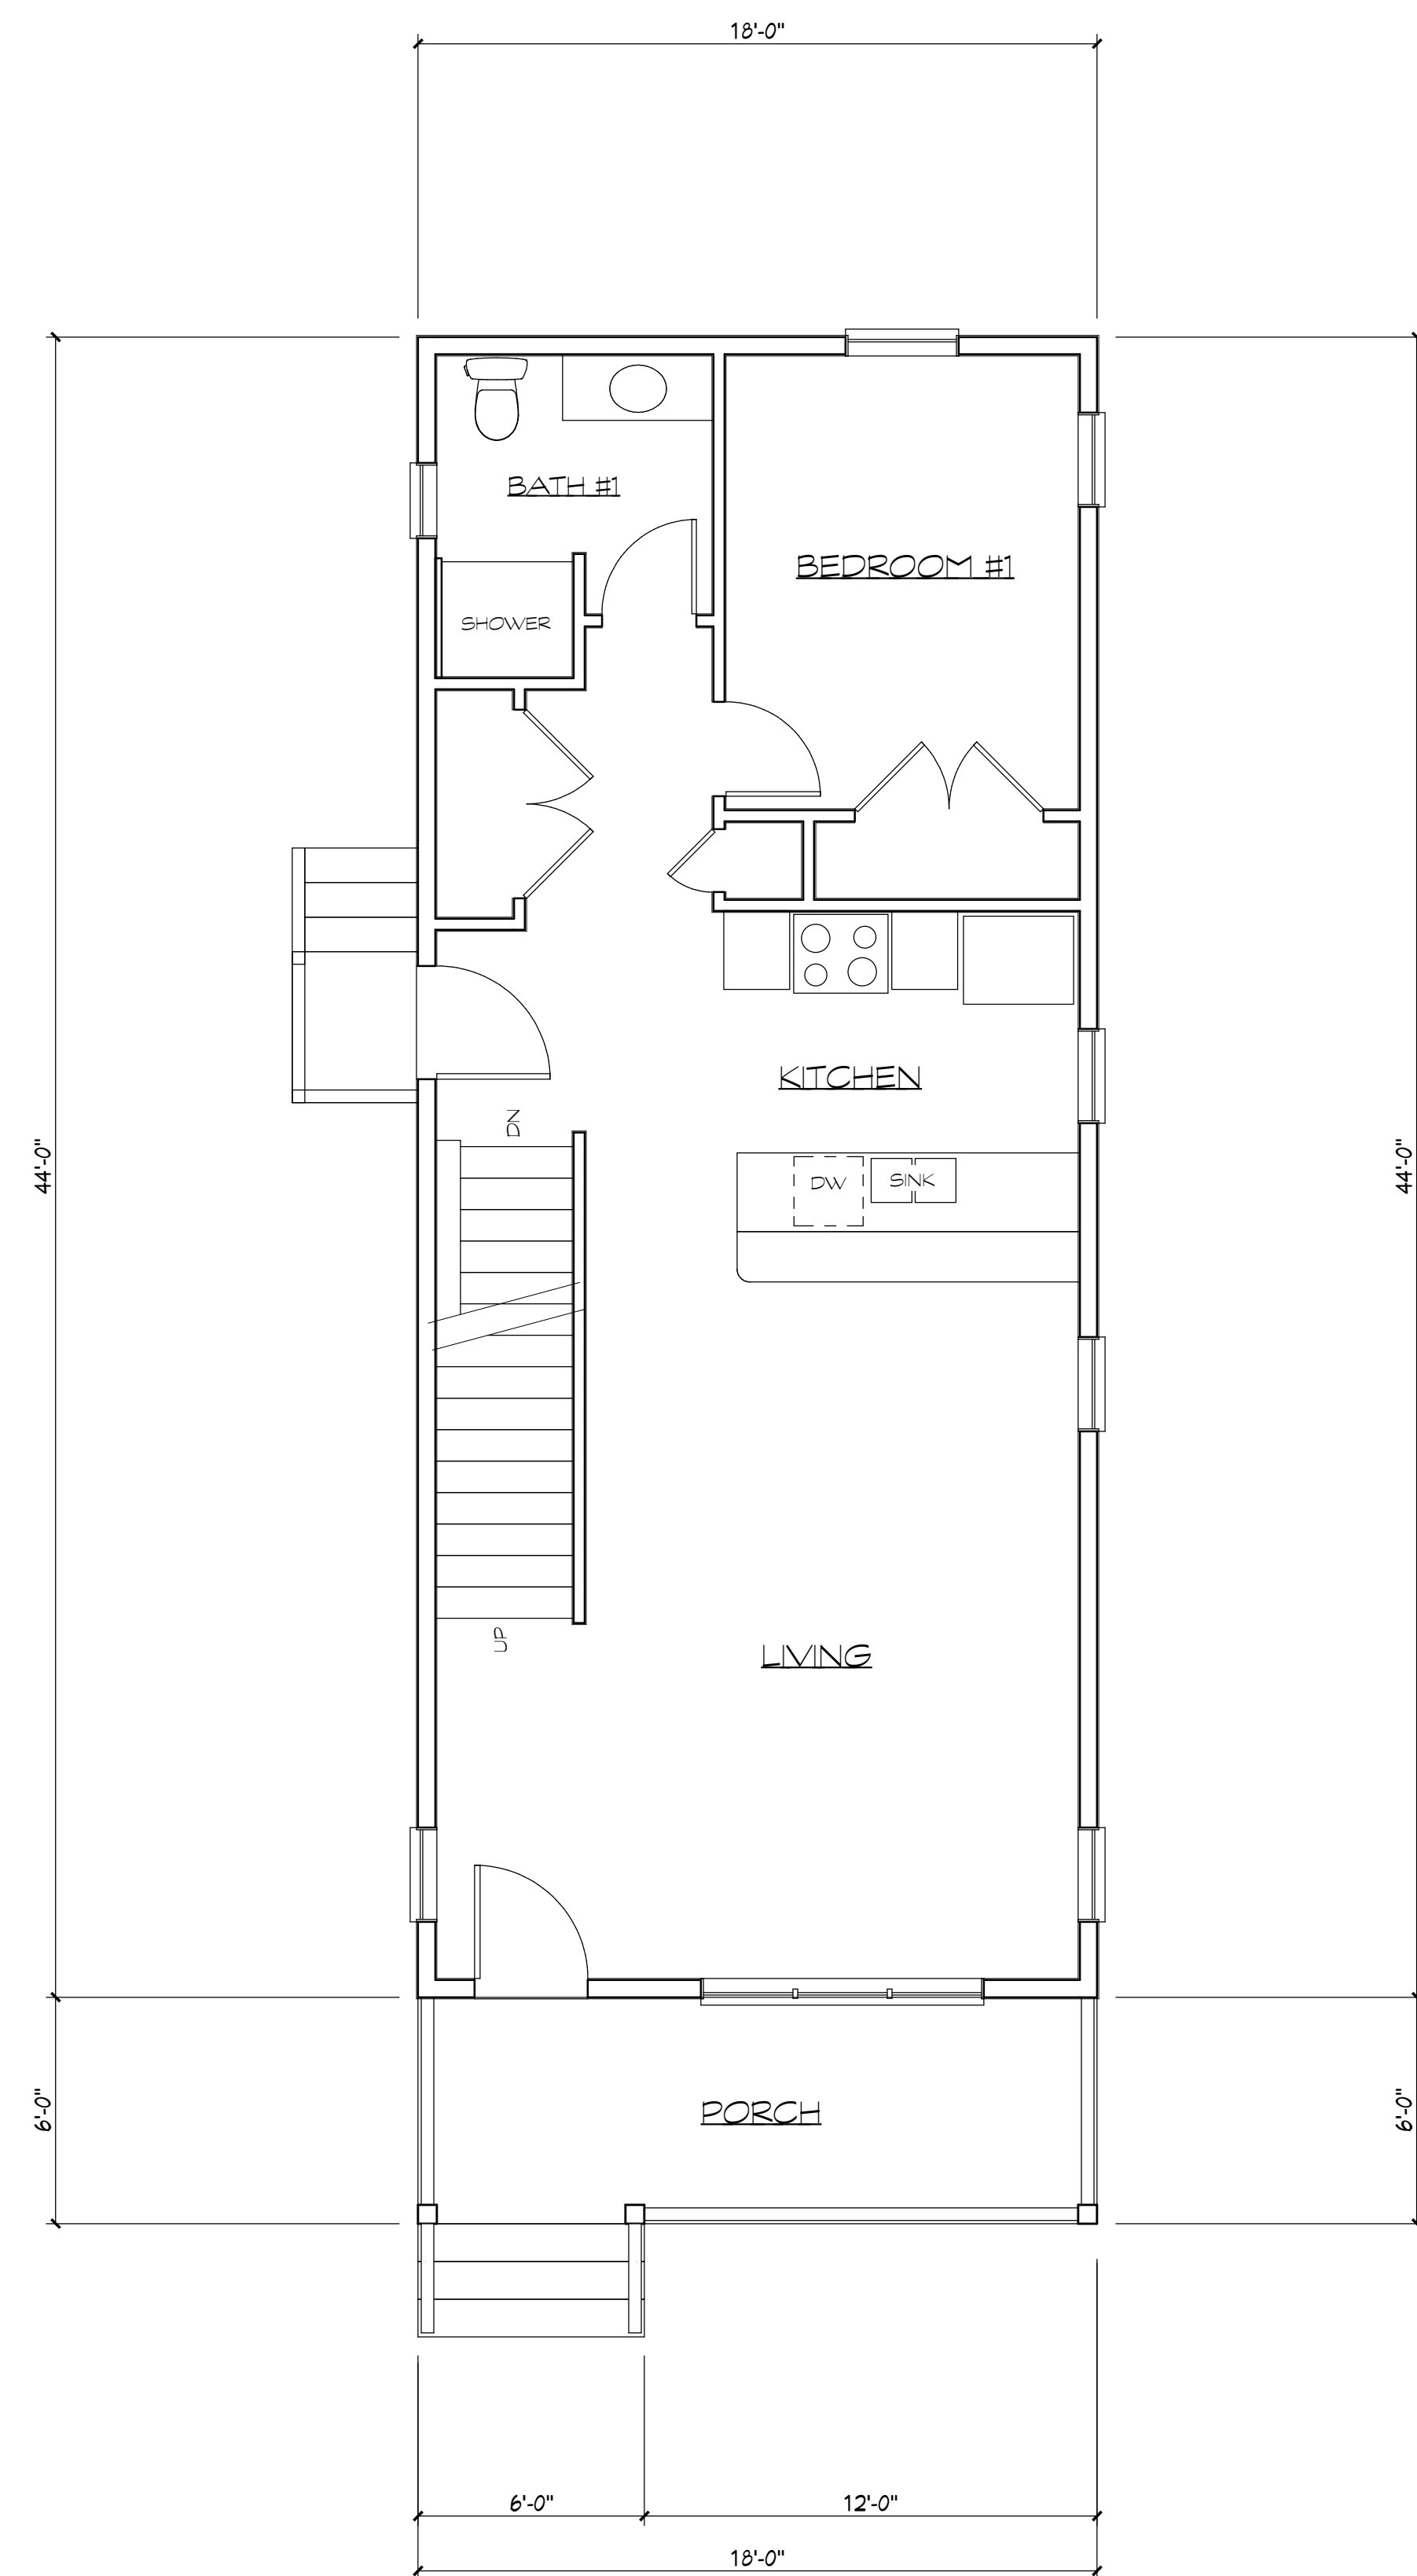 18'-0"
BATH #1
BEDROOM #1
SHOWER
KITCHEN
DN
44'-0"
44'-0"
DW
SINK
UP
LIVING
6'-0"
PORCH
6'-0"
6'-0"
12'-0"
18'-0"